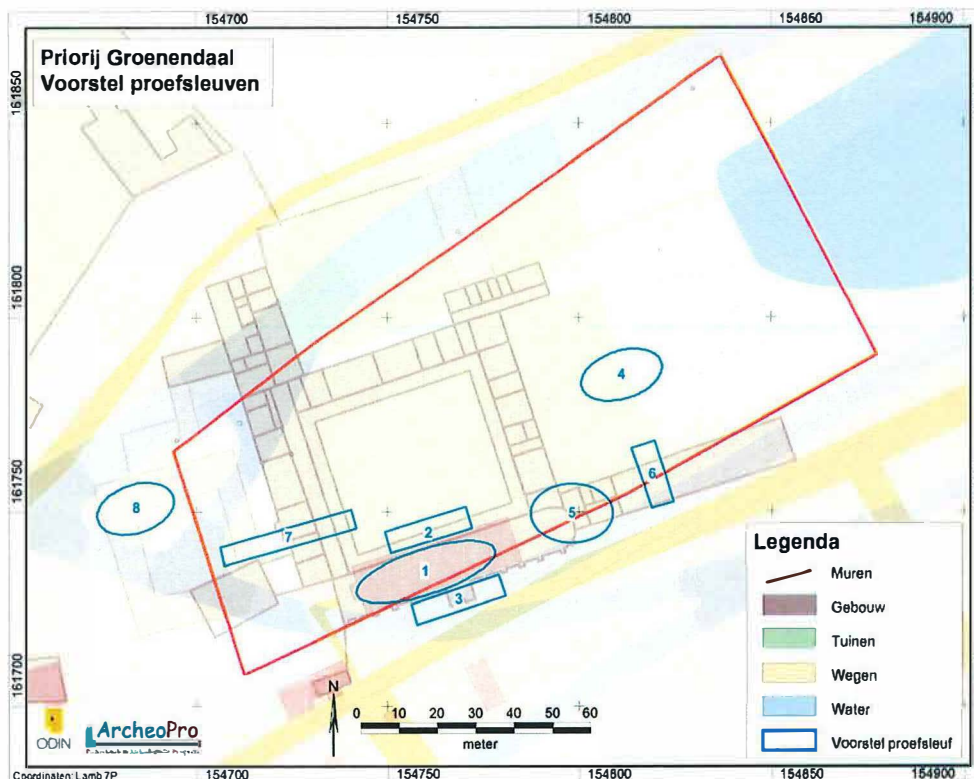 154700 154750 154800 154850 154900
Priorij Groenendaal
Voorstel proefsleuven
161850
161800
161750
161700
4
6
8
5
7
2
1
3
Legenda
Muren
Gebouw
Tuinen
Wegen
Water
Voorstel proefsleuf
N
0 10 20 30 40 50 60
meter
ODIN
ArcheoPro
Coordinaten: Lamb 7P
154700 154750 154800 154850 154900